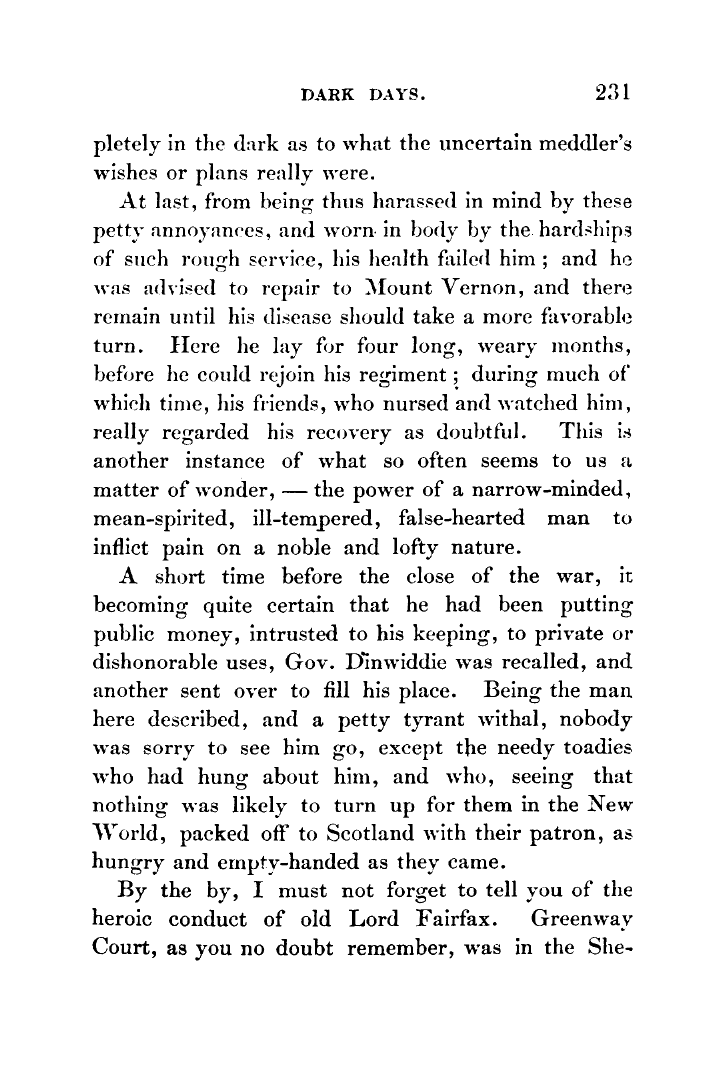 DARK DAYS. 231
pletely in the dark as to what the uncertain meddler's
wishes or plans really were.
At last, from being thus harassed in mind by these
petty annoyances, and worn in body by the hardships
of such rough service, his health failed him ; and he
was advised to repair to Mount Vernon, and there
remain until his disease should take a more favorable
turn. Here he lay for four long, weary months,
before he could rejoin his regiment ; during much of
which time, his friends, who nursed and watched him,
really regarded his recovery as doubtful. This is
another instance of what so often seems to us a
matter of wonder, — the power of a narrow-minded,
mean-spirited, ill-tempered, false-hearted man to
inflict pain on a noble and lofty nature.
A short time before the close of the war, it
becoming quite certain that he had been putting
public money, intrusted to his keeping, to private or
dishonorable uses, Gov. Dinwiddie was recalled, and
another sent over to fill his place. Being the man
here described, and a petty tyrant withal, nobody
was sorry to see him go, except the needy toadies
who had hung about him, and who, seeing that
nothing was likely to turn up for them in the New
World, packed off to Scotland with their patron, as
hungry and empty-handed as they came.
By the by, I must not forget to tell you of the
heroic conduct of old Lord Fairfax. Greenway
Court, as you no doubt remember, was in the She-